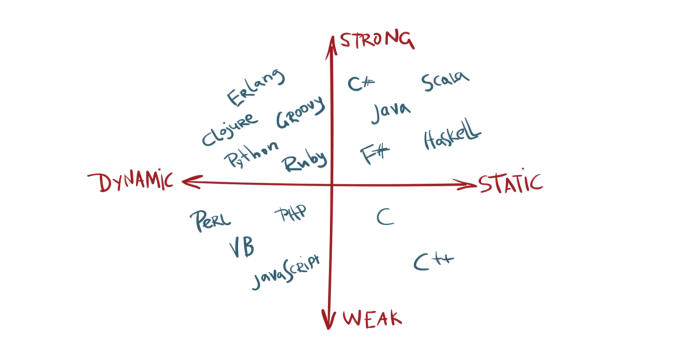 STRONG
ERLANG
C#
Scala
Clojure
GROOVY
Java
Python
Ruby
F#
Haskell
DYNAMIC
STATIC
PERL
PHP
C
VB
JAVASCRIPT
C++
WEAK